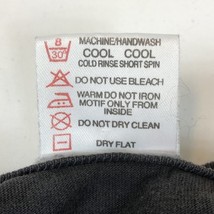 8
30°
MACHINE/HANDWASH
COOL COOL
COLD RINSE SHORT SPIN
DO NOT USE BLEACH
WARM DO NOT IRON
MOTIF ONLY FROM
INSIDE
DO NOT DRY CLEAN
DRY FLAT